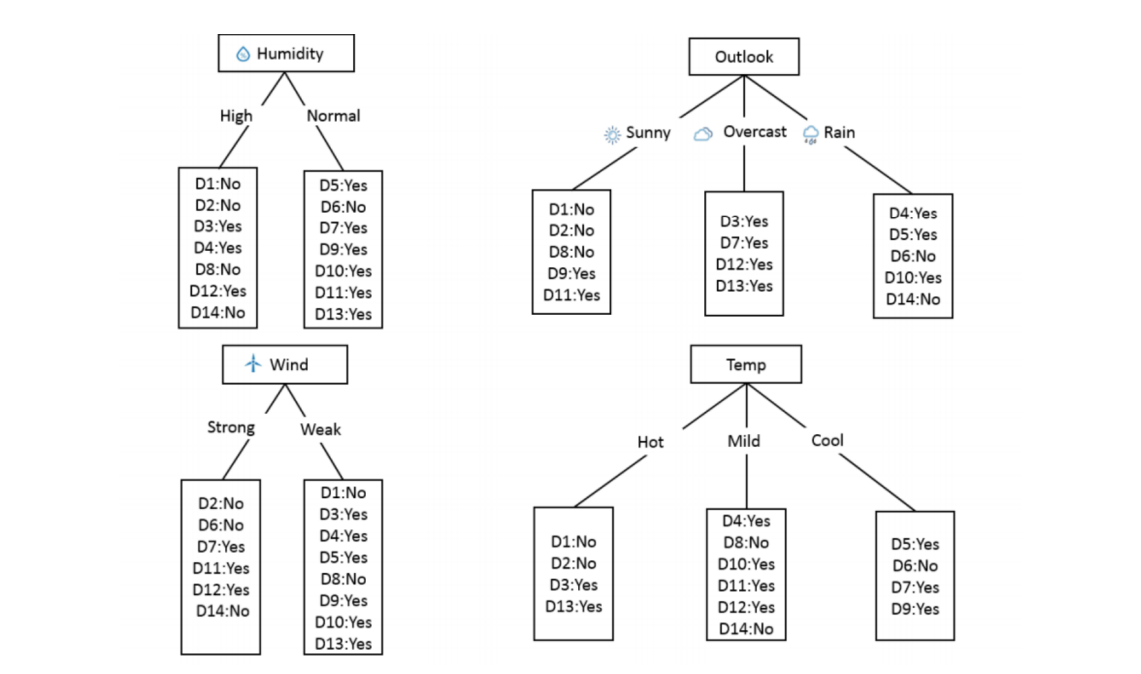 Humidity
High
Normal
D1:No
D2:No
D3:Yes
D4:Yes
D8:No
D12:Yes
D14:No
D5:Yes
D6:No
D7:Yes
D9:Yes
D10:Yes
D11:Yes
D13:Yes
Outlook
Sunny
Overcast
Rain
D1:No
D2:No
D8:No
D9:Yes
D11:Yes
D3:Yes
D7:Yes
D12:Yes
D13:Yes
D4:Yes
D5:Yes
D6:No
D10:Yes
D14:No
Wind
Strong
Weak
D2:No
D6:No
D7:Yes
D11:Yes
D12:Yes
D14:No
D1:No
D3:Yes
D4:Yes
D5:Yes
D8:No
D9:Yes
D10:Yes
D13:Yes
Temp
Hot
Mild
Cool
D1:No
D2:No
D3:Yes
D13:Yes
D4:Yes
D8:No
D10:Yes
D11:Yes
D12:Yes
D14:No
D5:Yes
D6:No
D7:Yes
D9:Yes